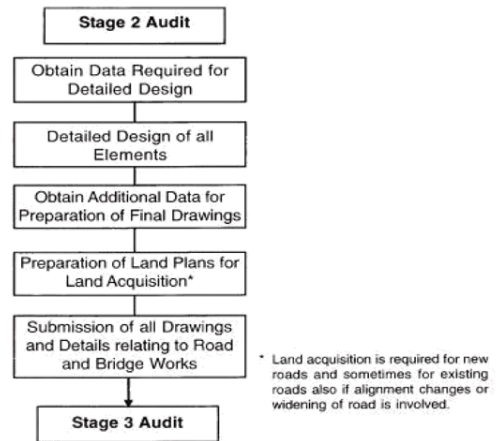 Stage 2 Audit
Obtain Data Required for
Detailed Design
Detailed Design of all
Elements
Obtain Additional Data for
Preparation of Final Drawings
Preparation of Land Plans for
Land Acquisition*
Submission of all Drawings
and Details relating to Road
and Bridge Works
Stage 3 Audit
* Land acquisition is required for new
roads and sometimes for existing
roads also if alignment changes or
widening of road is involved.